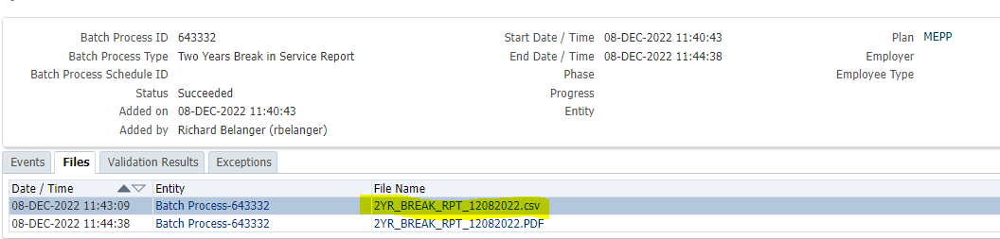 Batch Process ID 643332 Start Date / Time 08-DEC-2022 11:40:43 Plan MEPP
Batch Process Type Two Years Break in Service Report End Date / Time 08-DEC-2022 11:44:38 Employer
Batch Process Schedule ID Phase Employee Type
Status Succeeded Progress
Added on 08-DEC-2022 11:40:43 Entity
Added by Richard Belanger (rbelanger)
Events Files Validation Results Exceptions
Date / Time Entity File Name
08-DEC-2022 11:43:09 Batch Process-643332 2YR_BREAK_RPT_12082022.csv
08-DEC-2022 11:44:38 Batch Process-643332 2YR_BREAK_RPT_12082022.PDF